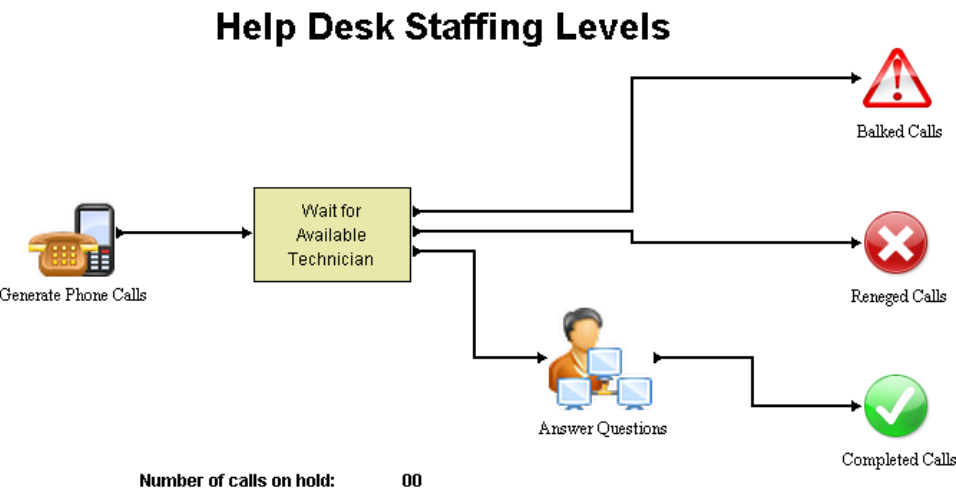 Help Desk Staffing Levels
Balked Calls
Wait for
Available
Technician
Generate Phone Calls
Reneged Calls
Answer Questions
Completed Calls
Number of calls on hold: 00